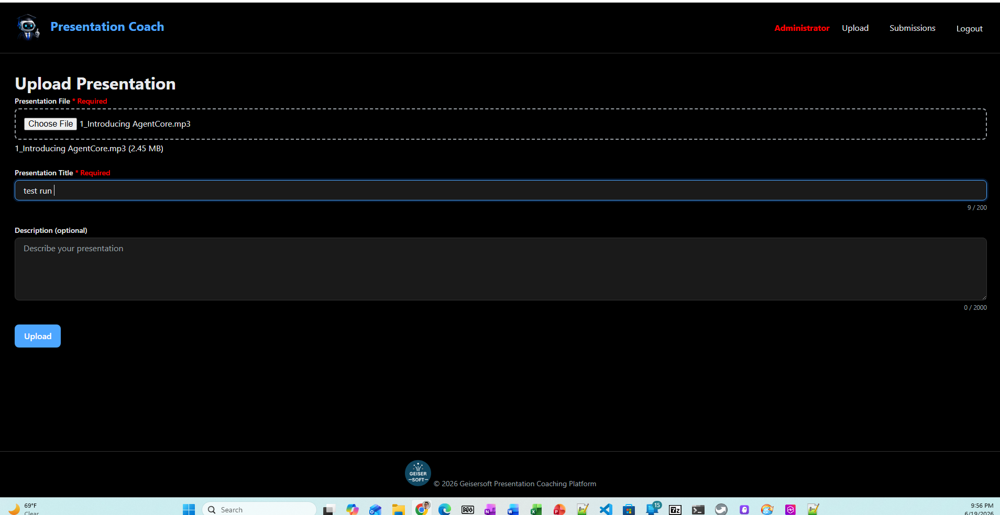 Presentation Coach
Administrator Upload Submissions Logout
Upload Presentation
Presentation File * Required
Choose File 1_Introducing AgentCore.mp3
1_Introducing AgentCore.mp3 (2.45 MB)
Presentation Title * Required
test run
9 / 200
Description (optional)
Describe your presentation
0 / 2000
Upload
GEISER
SOFT
© 2026 Geisersoft Presentation Coaching Platform
69°F
Clear
Search
15
7z
9:56 PM
6/19/2026